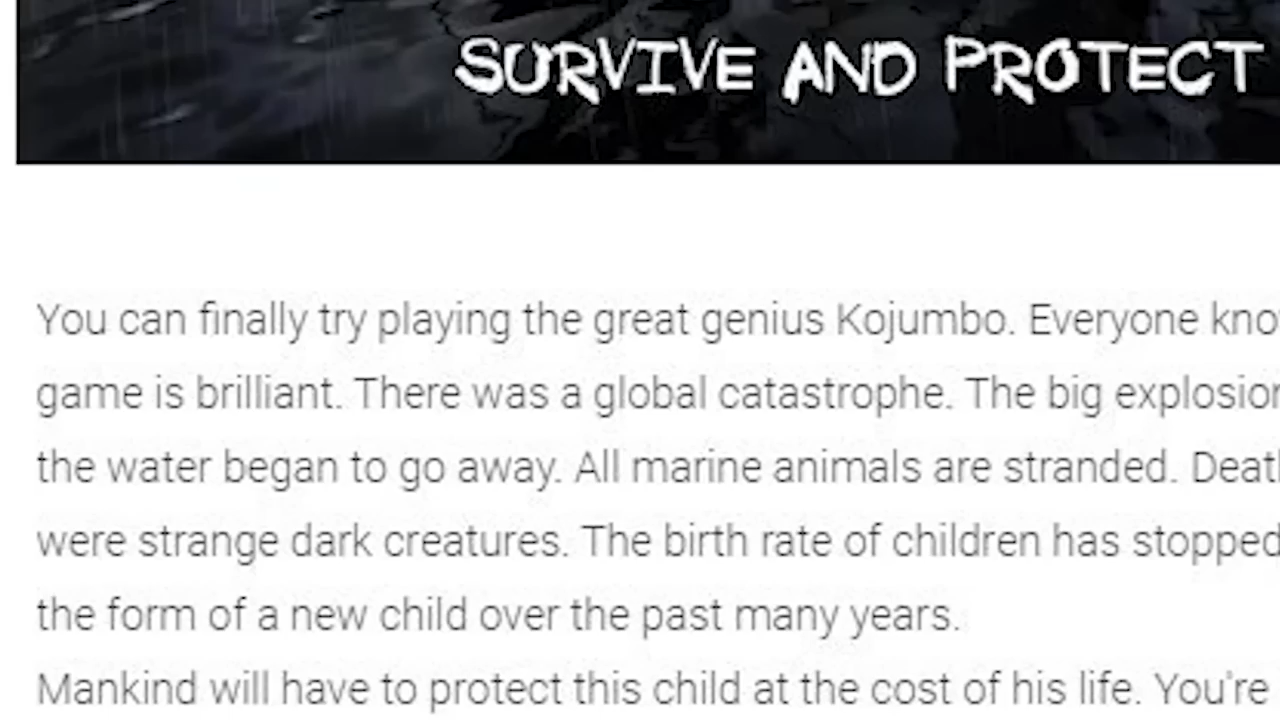 SURVIVE AND PROTECT
You can finally try playing the great genius Kojumbo. Everyone
game is brilliant. There was a global catastrophe. The big
the water began to go away. All marine animals are stranded.
were strange dark creatures. The birth rate of children has stopped
the form of a new child over the past many years.
Mankind will have to protect this child at the cost of his life. You're